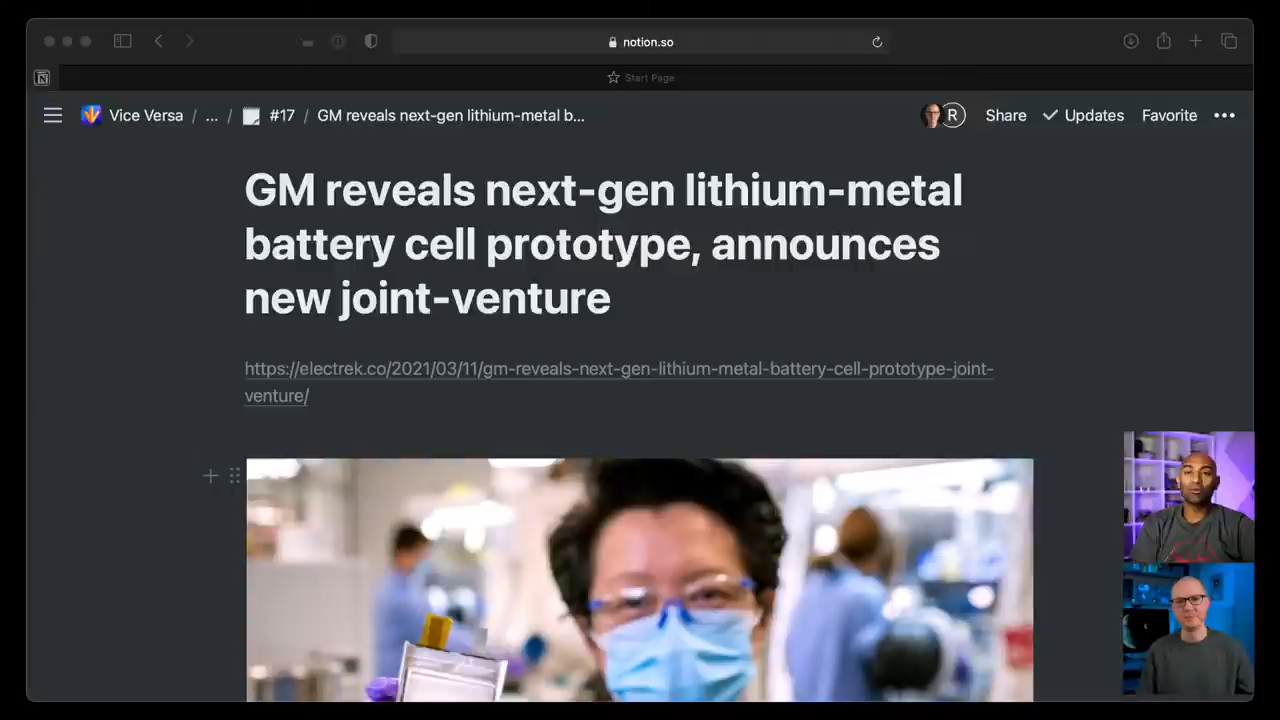 notion.so
Start Page
Vice Versa / ... / #17 / GM reveals next-gen lithium-metal b...
R Share Updates Favorite •••
GM reveals next-gen lithium-metal
battery cell prototype, announces
new joint-venture
https://electrek.co/2021/03/11/gm-reveals-next-gen-lithium-metal-battery-cell-prototype-joint-
venture/